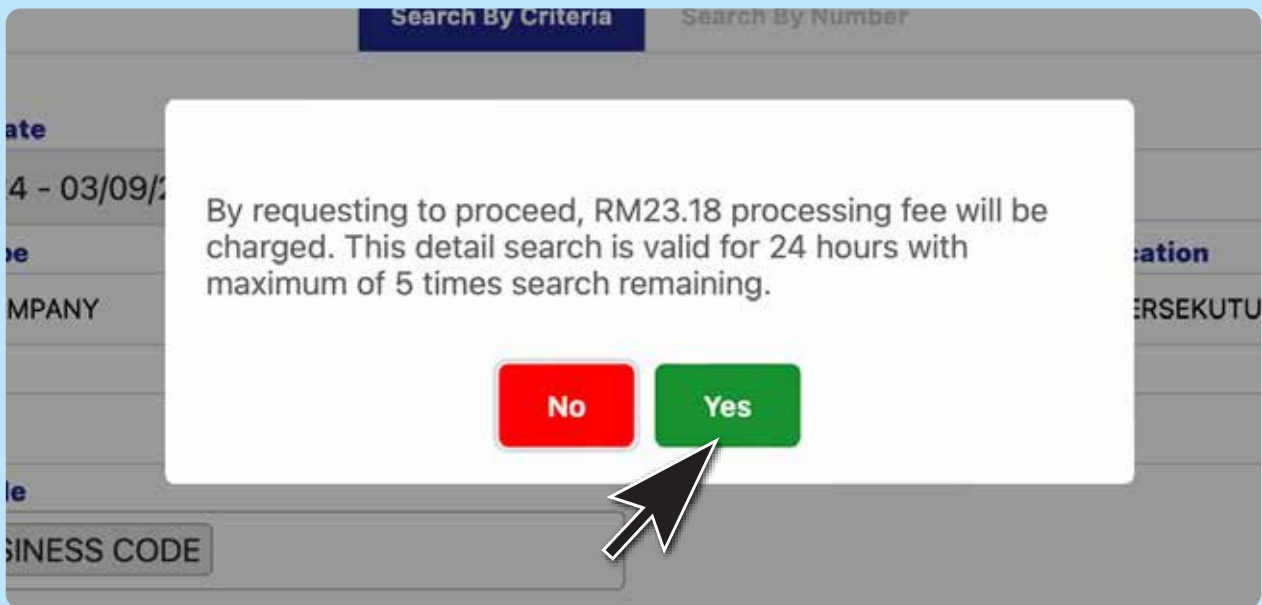 Search By Criteria
Search By Number
ate
4 - 03/09/2
By requesting to proceed, RM23.18 processing fee will be
charged. This detail search is valid for 24 hours with
maximum of 5 times search remaining.
pe
cation
MPANY
ERSEKUTU
No
Yes
le
SINESS CODE